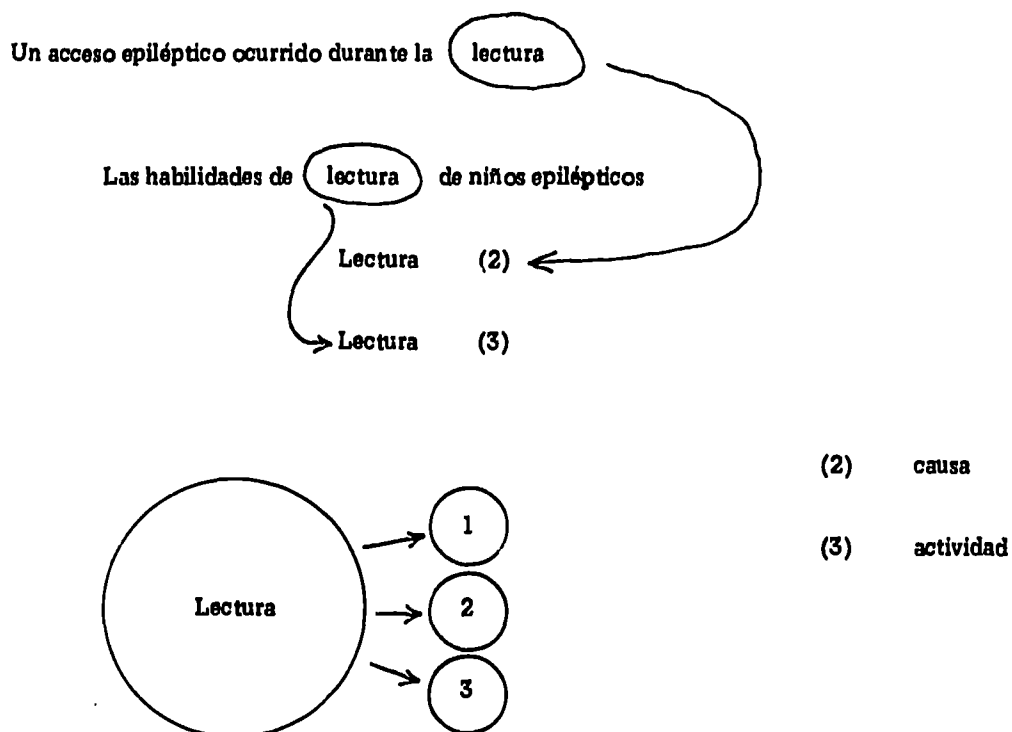 Un acceso epiléptico ocurrido durante la lectura
Las habilidades de lectura de niños epilépticos
Lectura (2)
Lectura (3)
(2) causa
(3) actividad
1
Lectura
2
3